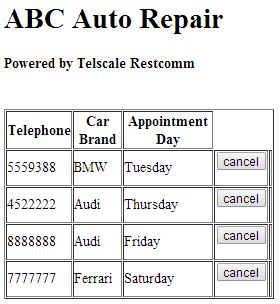 ABC Auto Repair
Powered by Telscale Restcomm
Telephone Car Brand Appointment Day
5559388 BMW Tuesday cancel
4522222 Audi Thursday cancel
8888888 Audi Friday cancel
7777777 Ferrari Saturday cancel